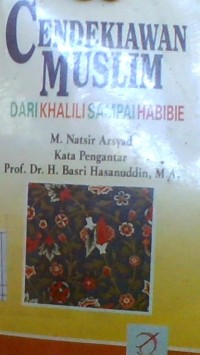 CENDEKIAWAN
MUSLIM
DARI KHALILI SAMPAI HABIBIE
M. Natsir Arsyad
Kata Pengantar
Prof. Dr. H. Basri Hasanuddin, M.A.